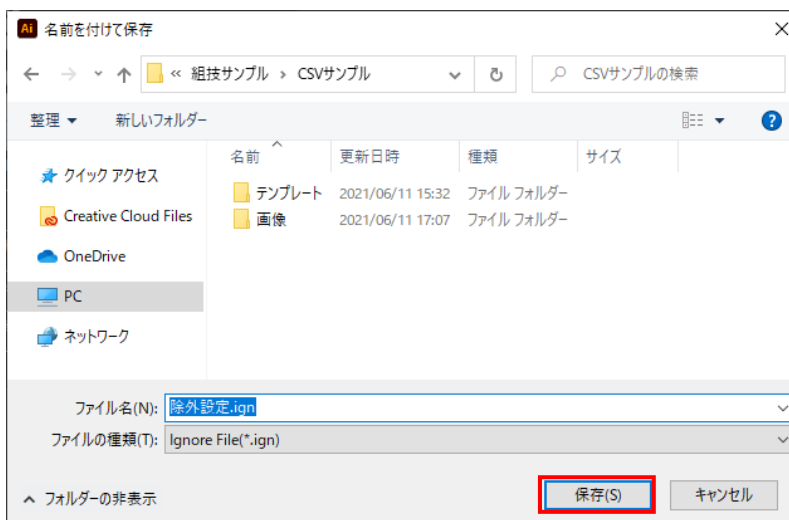 Ai 名前を付けて保存
« 組技サンプル › CSVサンプル
CSVサンプルの検索
整理 新しいフォルダー
名前 更新日時 種類 サイズ
クイック アクセス
テンプレート 2021/06/11 15:32 ファイル フォルダー
Creative Cloud Files
画像 2021/06/11 17:07 ファイル フォルダー
OneDrive
PC
ネットワーク
ファイル名(N): 除外設定.ign
ファイルの種類(T): Ignore File(*.ign)
フォルダーの非表示
保存(S) キャンセル